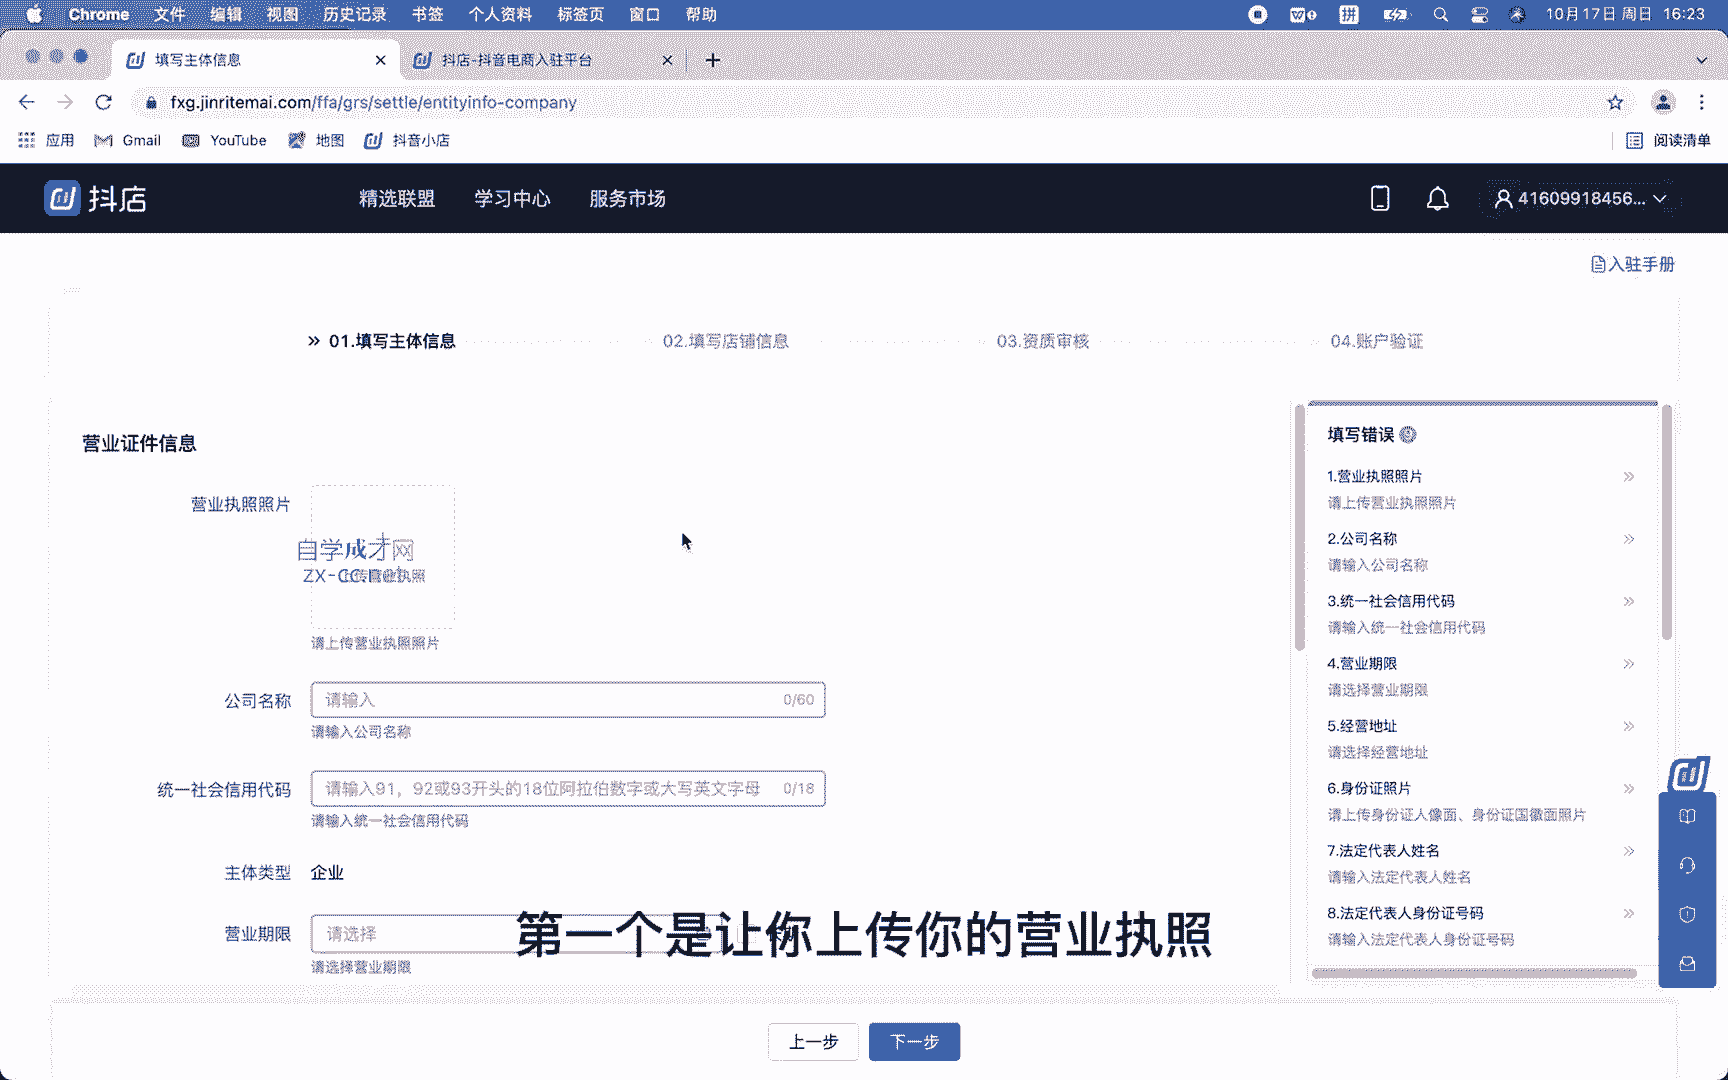 Chrome 文件 编辑 视图 历史记录 书签 个人资料 标签页 窗口 帮助 拼 10月17日 周日 16:23
填写主体信息 抖店-抖音电商入驻平台
fxg.jinritemai.com/ffa/grs/settle/entityinfo-company
应用 Gmail YouTube 地图 抖音小店 阅读清单
抖店 精选联盟 学习中心 服务市场 41609918456...
入驻手册
01.填写主体信息 02.填写店铺信息 03.资质审核 04.账户验证
营业证件信息
营业执照照片
自学成才网
ZX-CC.net
上传营业执照
请上传营业执照照片
公司名称 请输入 0/60
请输入公司名称
统一社会信用代码 请输入91，92或93开头的18位阿拉伯数字或大写英文字母 0/18
请输入统一社会信用代码
主体类型 企业
营业期限 请选择
请选择营业期限
填写错误
1.营业执照照片
请上传营业执照照片
2.公司名称
请输入公司名称
3.统一社会信用代码
请输入统一社会信用代码
4.营业期限
请选择营业期限
5.经营地址
请选择经营地址
6.身份证照片
请上传身份证人像面、身份证国徽面照片
7.法定代表人姓名
请输入法定代表人姓名
8.法定代表人身份证号码
请输入法定代表人身份证号码
第一个是让你上传你的营业执照
上一步 下一步